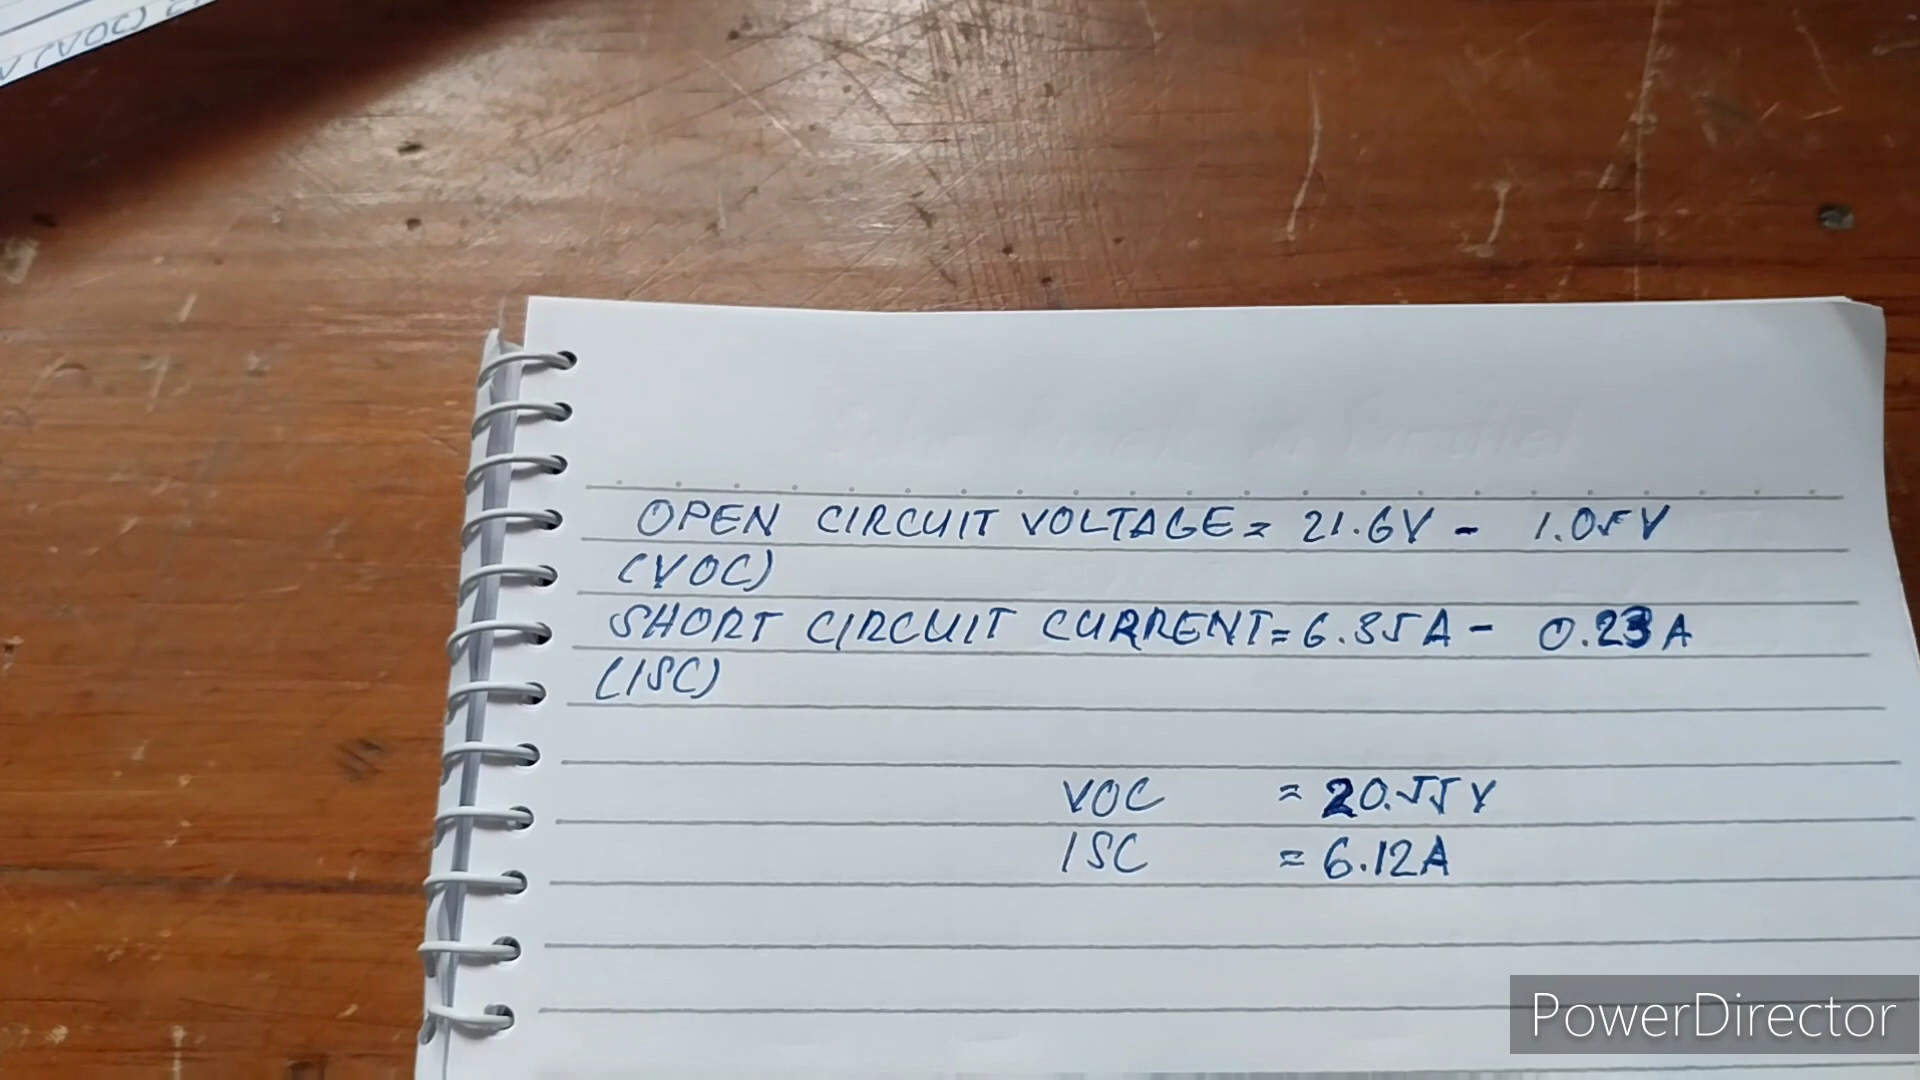 OPEN CIRCUIT VOLTAGE = 21.6V - 1.05V
(VOC)
SHORT CIRCUIT CURRENT = 6.35A - 0.23A
(ISC)
VOC = 20.55V
ISC = 6.12A
PowerDirector